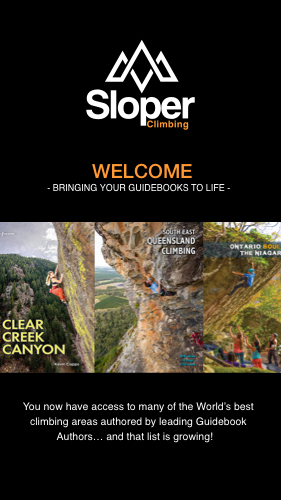 Sloper
Climbing
WELCOME
- BRINGING YOUR GUIDEBOOKS TO LIFE -
CLEAR
CREEK
CANYON
SOUTH EAST
QUEENSLAND
CLIMBING
ONTARIO BOUL
THE NIAGAR
You now have access to many of the World's best
climbing areas authored by leading Guidebook
Authors... and that list is growing!